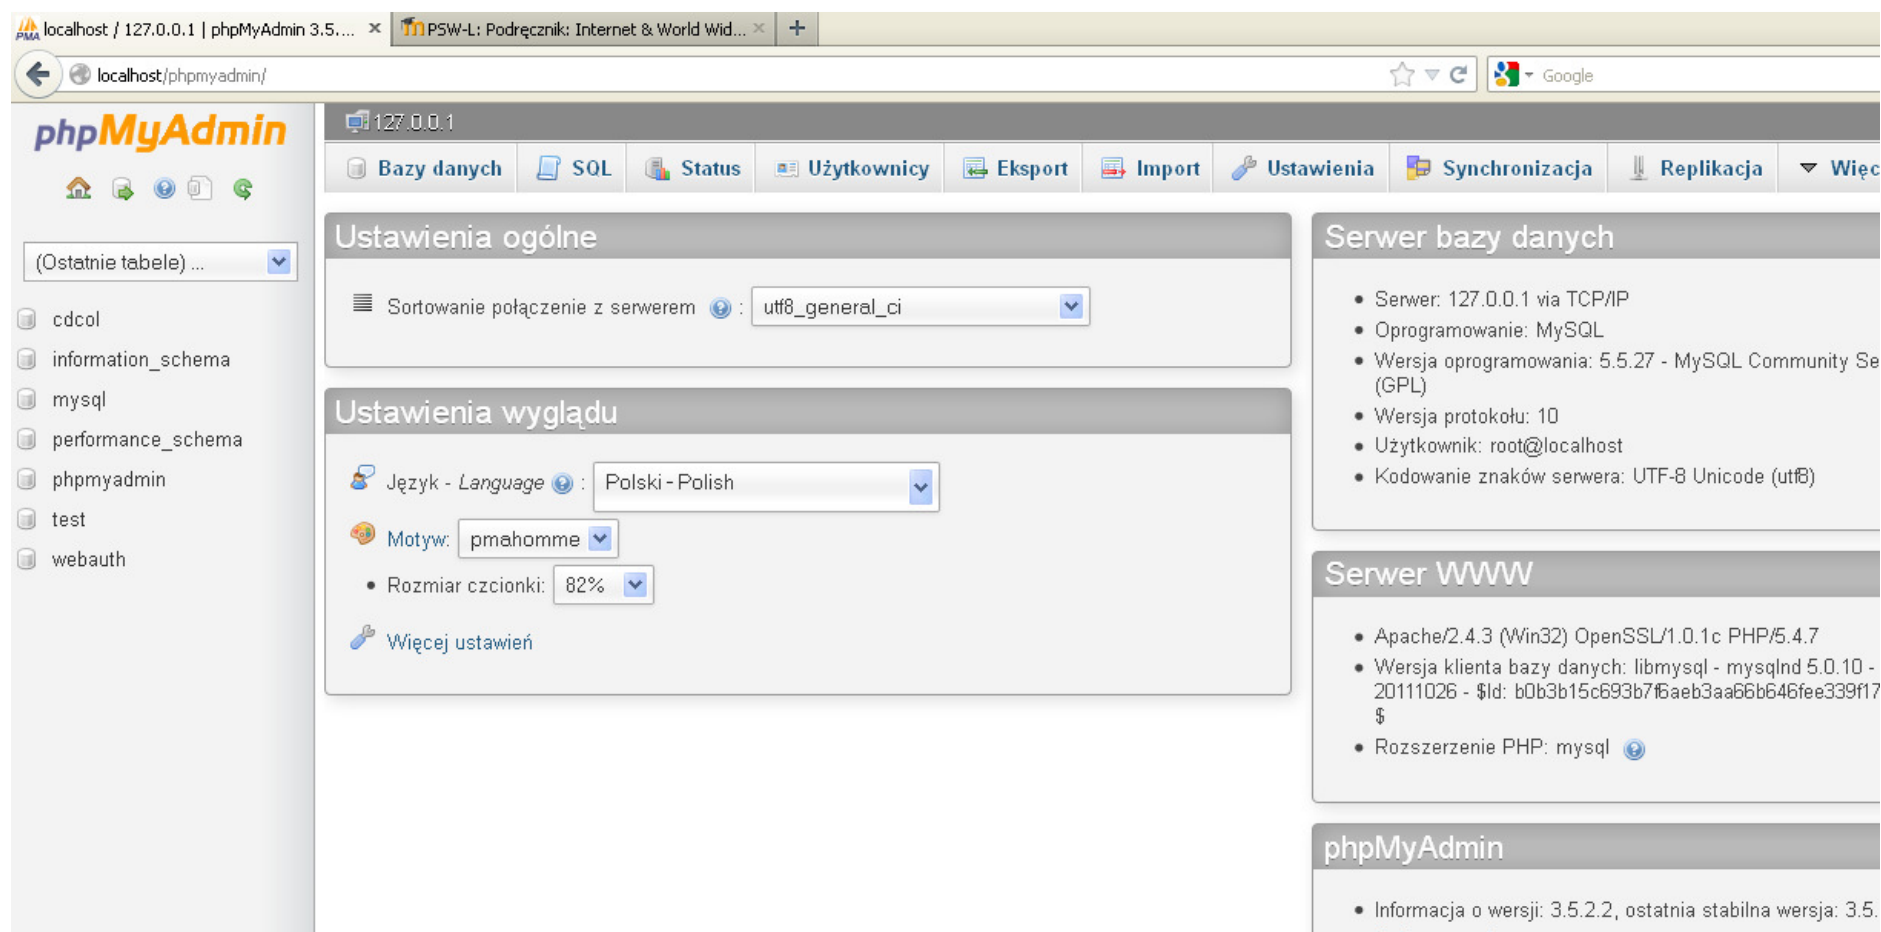 localhost / 127.0.0.1 | phpMyAdmin 3.5....
PSW-L: Podręcznik: Internet & World Wid...
localhost/phpmyadmin/
Google
phpMyAdmin
(Ostatnie tabele) ...
cdcol
information_schema
mysql
performance_schema
phpmyadmin
test
webauth
127.0.0.1
Bazy danych SQL Status Użytkownicy Eksport Import Ustawienia Synchronizacja Replikacja Więc
Ustawienia ogólne
Sortowanie połączenie z serwerem : utf8_general_ci
Ustawienia wyglądu
Język - Language : Polski - Polish
Motyw: pmahomme
Rozmiar czcionki: 82%
Więcej ustawień
Serwer bazy danych
Serwer: 127.0.0.1 via TCP/IP
Oprogramowanie: MySQL
Wersja oprogramowania: 5.5.27 - MySQL Community Se
(GPL)
Wersja protokołu: 10
Użytkownik: root@localhost
Kodowanie znaków serwera: UTF-8 Unicode (utf8)
Serwer WWW
Apache/2.4.3 (Win32) OpenSSL/1.0.1c PHP/5.4.7
Wersja klienta bazy danych: libmysql - mysqlnd 5.0.10 -
20111026 - $Id: b0b3b15c693b7f6aeb3aa66b646fee339f17
$
Rozszerzenie PHP: mysql
phpMyAdmin
Informacja o wersji: 3.5.2.2, ostatnia stabilna wersja: 3.5.